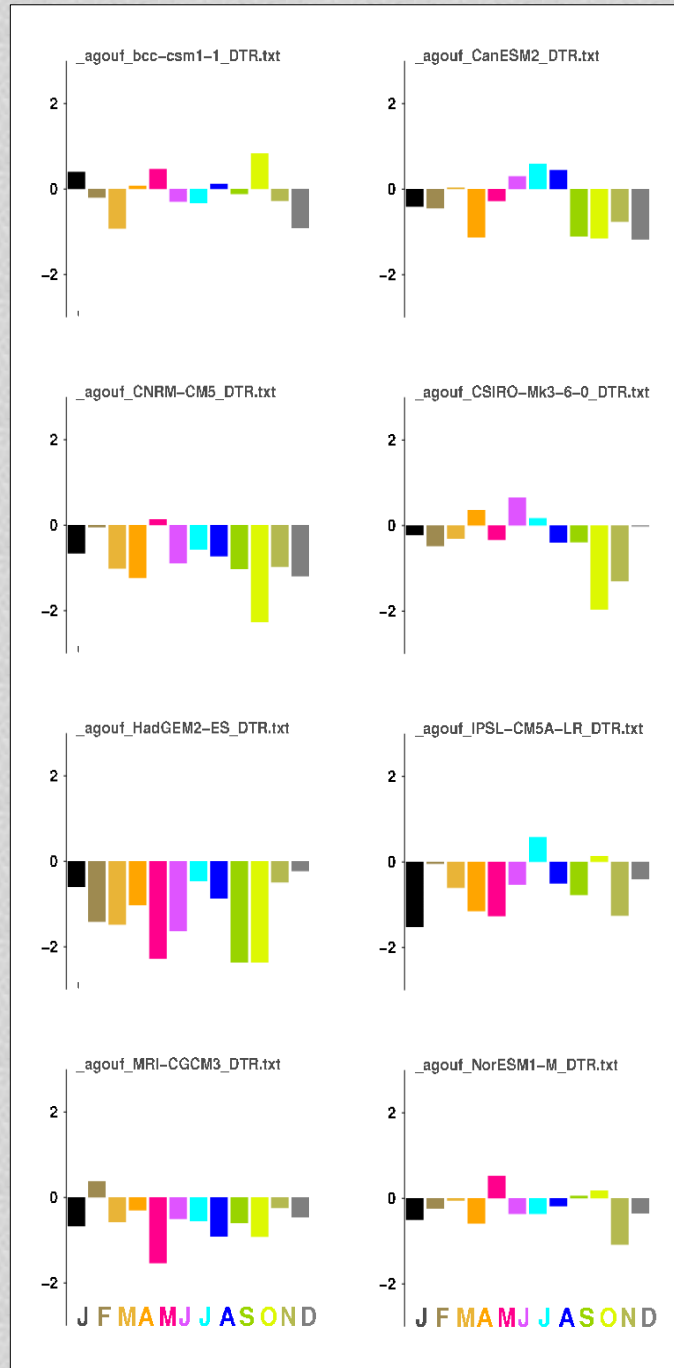 _agouf_bcc-csm1-1_DTR.txt
2
0
−2
_agouf_CanESM2_DTR.txt
2
0
−2
_agouf_CNRM-CM5_DTR.txt
2
0
−2
_agouf_CSIRO-Mk3-6-0_DTR.txt
2
0
−2
_agouf_HadGEM2-ES_DTR.txt
2
0
−2
_agouf_IPSL-CM5A-LR_DTR.txt
2
0
−2
_agouf_MRI-CGCM3_DTR.txt
2
0
−2
J F M A M J J A S O N D
_agouf_NorESM1-M_DTR.txt
2
0
−2
J F M A M J J A S O N D